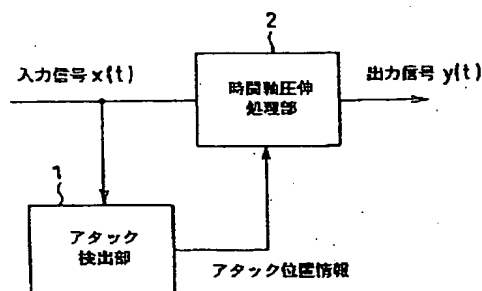 2
入力信号 x(t)
時間軸圧伸
処理部
出力信号 y(t)
1
アタック
検出部
アタック位置情報